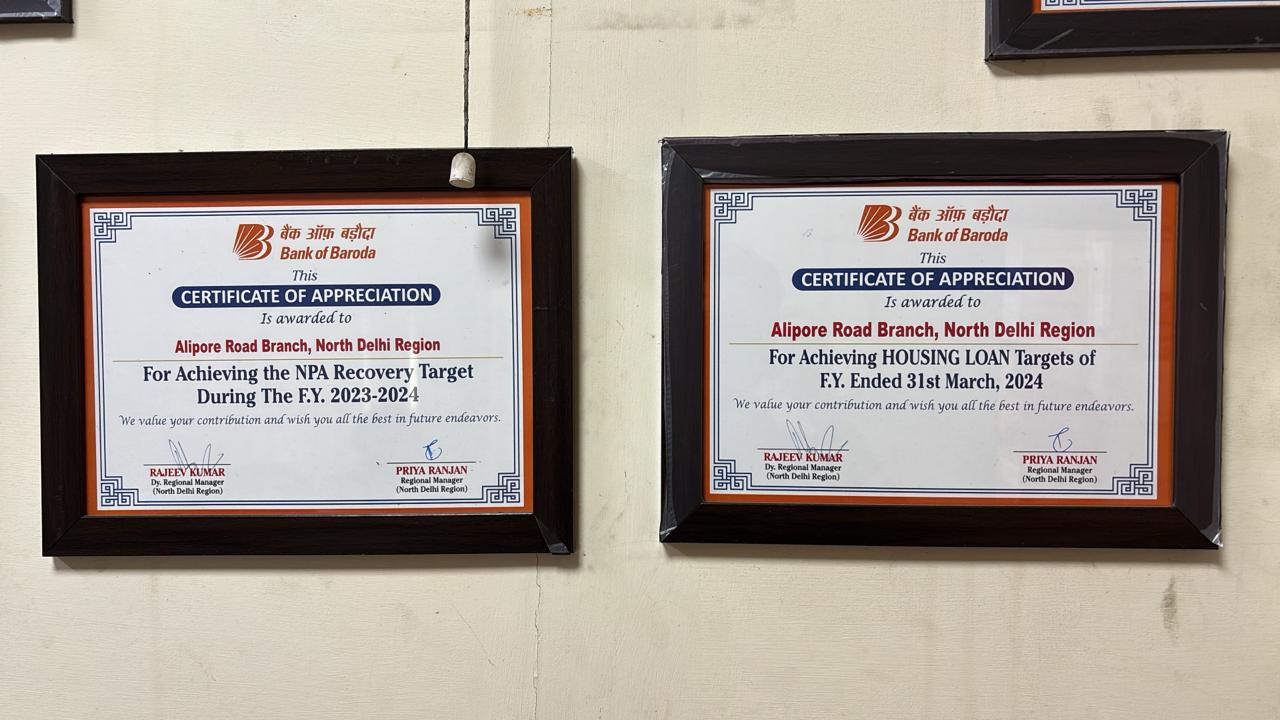 बैंक ऑफ़ बड़ौदा
Bank of Baroda
This
CERTIFICATE OF APPRECIATION
Is awarded to
Alipore Road Branch, North Delhi Region
For Achieving the NPA Recovery Target
During The F.Y. 2023-2024
We value your contribution and wish you all the best in future endeavors.
RAJEEV KUMAR
Dy. Regional Manager
(North Delhi Region)
PRIYA RANJAN
Regional Manager
(North Delhi Region)
बैंक ऑफ़ बड़ौदा
Bank of Baroda
This
CERTIFICATE OF APPRECIATION
Is awarded to
Alipore Road Branch, North Delhi Region
For Achieving HOUSING LOAN Targets of
F.Y. Ended 31st March, 2024
We value your contribution and wish you all the best in future endeavors.
RAJEEV KUMAR
Dy. Regional Manager
(North Delhi Region)
PRIYA RANJAN
Regional Manager
(North Delhi Region)